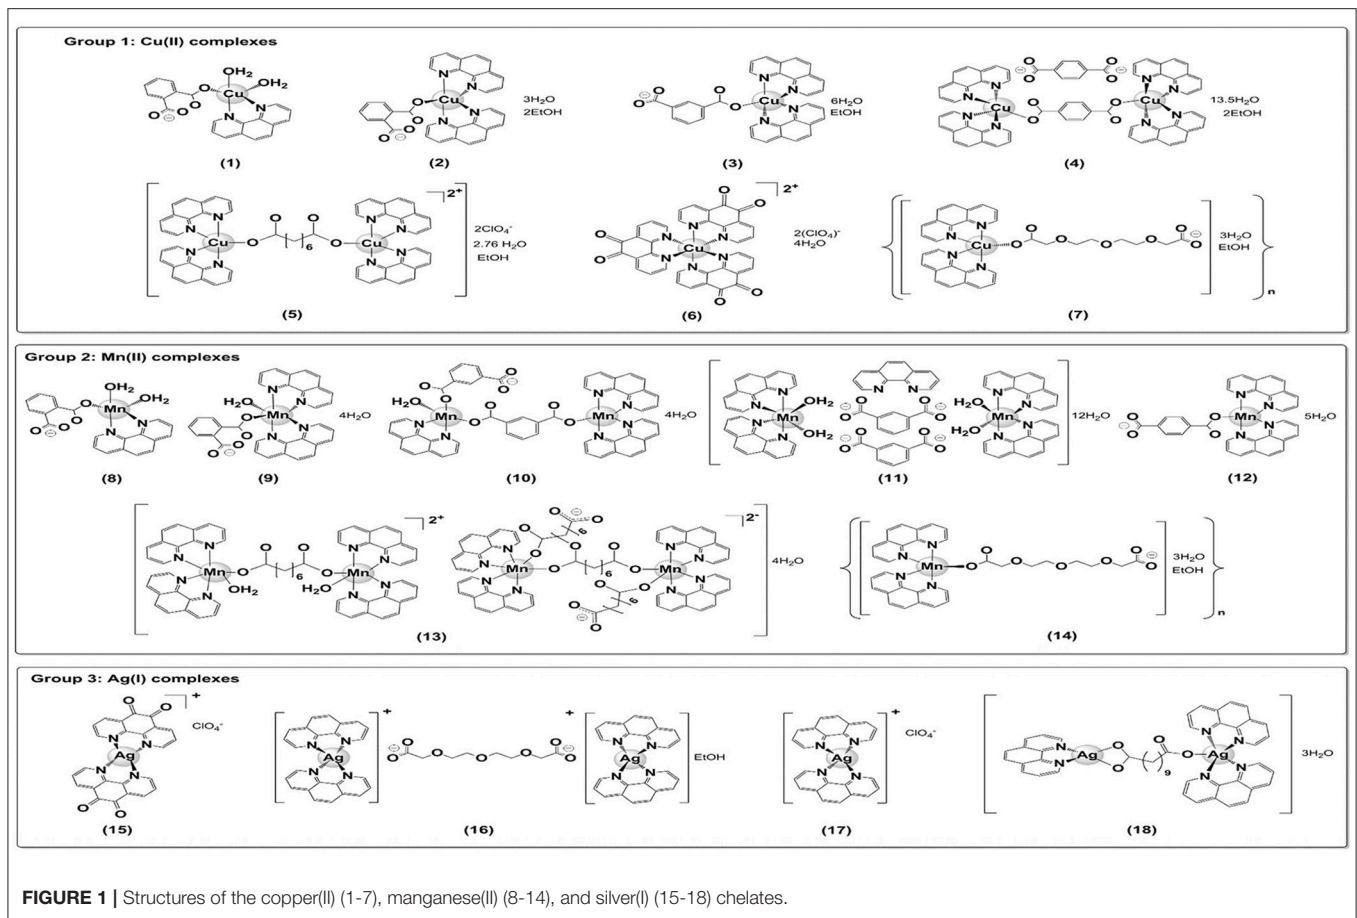 Group 1: Cu(II) complexes
OH2
OH2
Cu
N
N
O
O
O
O
(1)
N
N
N
N
Cu
O
O
O
O
3H2O
2EtOH
(2)
O
O
O
O
Cu
N
N
N
N
6H2O
EtOH
(3)
O
O
O
O
N
N
N
N
Cu
O
O
O
O
Cu
N
N
N
N
13.5H2O
2EtOH
(4)
N
N
N
N
Cu
O
O
6
O
O
Cu
N
N
N
N
2+
2ClO4-
2.76 H2O
EtOH
(5)
O
O
O
O
O
O
N
N
N
N
N
N
Cu
2+
2(ClO4)-
4H2O
(6)
N
N
N
N
Cu
O
O
O
O
O
O
O
3H2O
EtOH
n
(7)
Group 2: Mn(II) complexes
OH2
OH2
Mn
N
N
O
O
O
O
(8)
H2O
Mn
N
N
N
N
O
O
O
O
4H2O
(9)
O
O
O
O
H2O
Mn
N
N
O
O
O
O
Mn
N
N
N
N
4H2O
(10)
N
N
N
N
Mn
OH2
OH2
N
N
O
O
O
O
O
O
O
O
H2O
H2O
Mn
N
N
N
N
12H2O
(11)
O
O
O
O
Mn
N
N
N
N
5H2O
(12)
N
N
N
N
Mn
OH2
O
O
6
O
O
H2O
Mn
N
N
N
N
2+
N
N
N
N
Mn
O
O
6
O
O
O
O
6
O
O
O
O
6
O
O
Mn
N
N
N
N
2-
4H2O
(13)
N
N
N
N
Mn
O
O
O
O
O
O
O
3H2O
EtOH
n
(14)
Group 3: Ag(I) complexes
O
O
N
N
Ag
N
N
O
O
+
ClO4-
(15)
N
N
Ag
N
N
+
O
O
O
O
O
O
O
+
N
N
Ag
N
N
EtOH
(16)
N
N
Ag
N
N
+
ClO4-
(17)
N
N
Ag
O
O
9
O
O
Ag
N
N
N
N
3H2O
(18)
FIGURE 1 | Structures of the copper(II) (1-7), manganese(II) (8-14), and silver(I) (15-18) chelates.